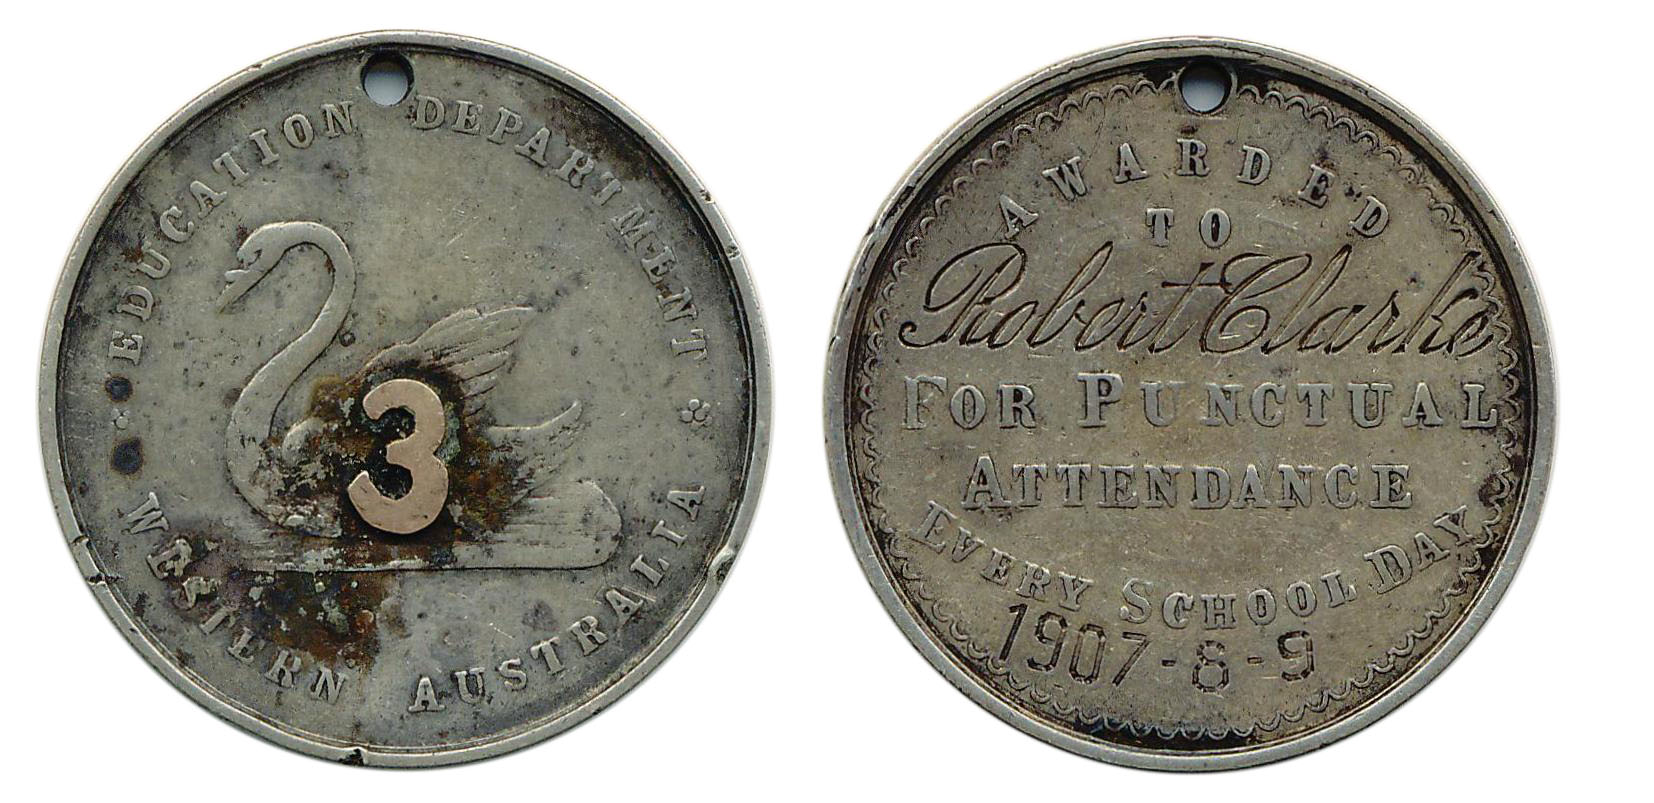 EDUCATION DEPARTMENT
3
WESTERN AUSTRALIA
AWARDED
TO
Robert Clarke
FOR PUNCTUAL
ATTENDANCE
EVERY SCHOOL DAY
1907-8-9